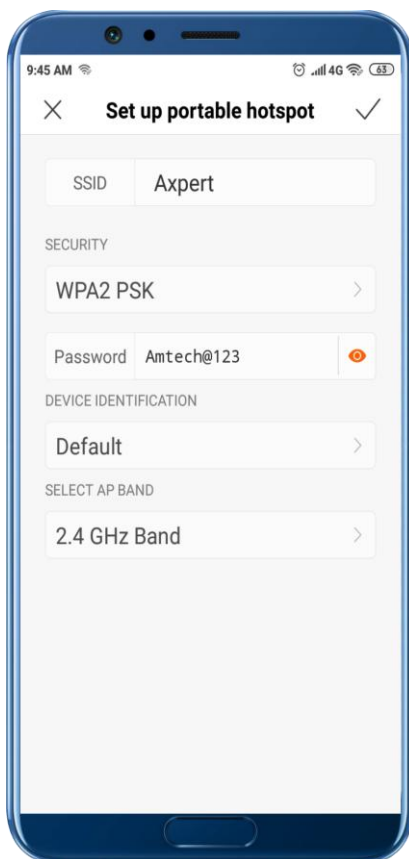 9:45 AM 4G 63
Set up portable hotspot
SSID Axpert
SECURITY
WPA2 PSK
Password Amtech@123
DEVICE IDENTIFICATION
Default
SELECT AP BAND
2.4 GHz Band